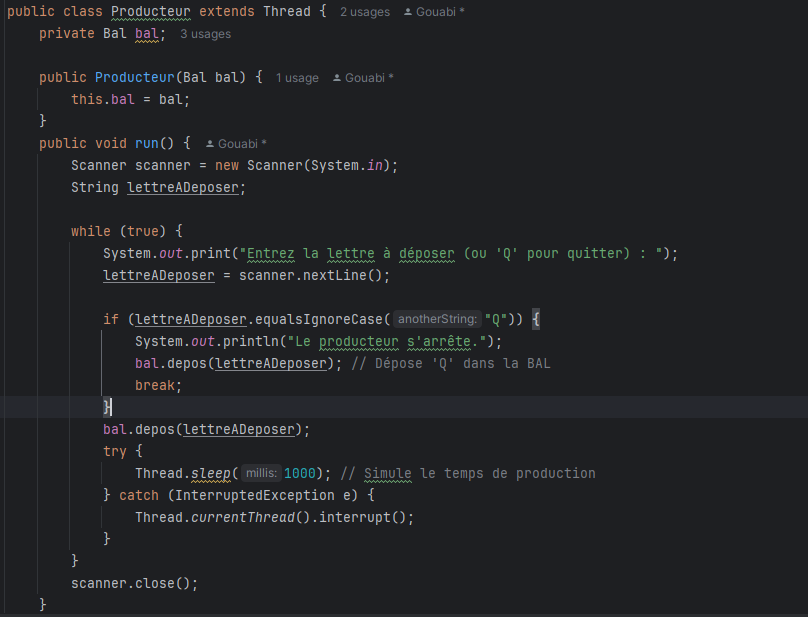 public class Producteur extends Thread { 2 usages Gouabi *
private Bal bal; 3 usages
public Producteur(Bal bal) { 1 usage Gouabi *
this.bal = bal;
}
public void run() { Gouabi *
Scanner scanner = new Scanner(System.in);
String lettreADeposer;
while (true) {
System.out.print("Entrez la lettre à déposer (ou 'Q' pour quitter) : ");
lettreADeposer = scanner.nextLine();
if (lettreADeposer.equalsIgnoreCase( anotherString: "Q")) {
System.out.println("Le producteur s'arrête.");
bal.depos(lettreADeposer); // Dépose 'Q' dans la BAL
break;
}
bal.depos(lettreADeposer);
try {
Thread.sleep( millis: 1000); // Simule le temps de production
} catch (InterruptedException e) {
Thread.currentThread().interrupt();
}
}
scanner.close();
}